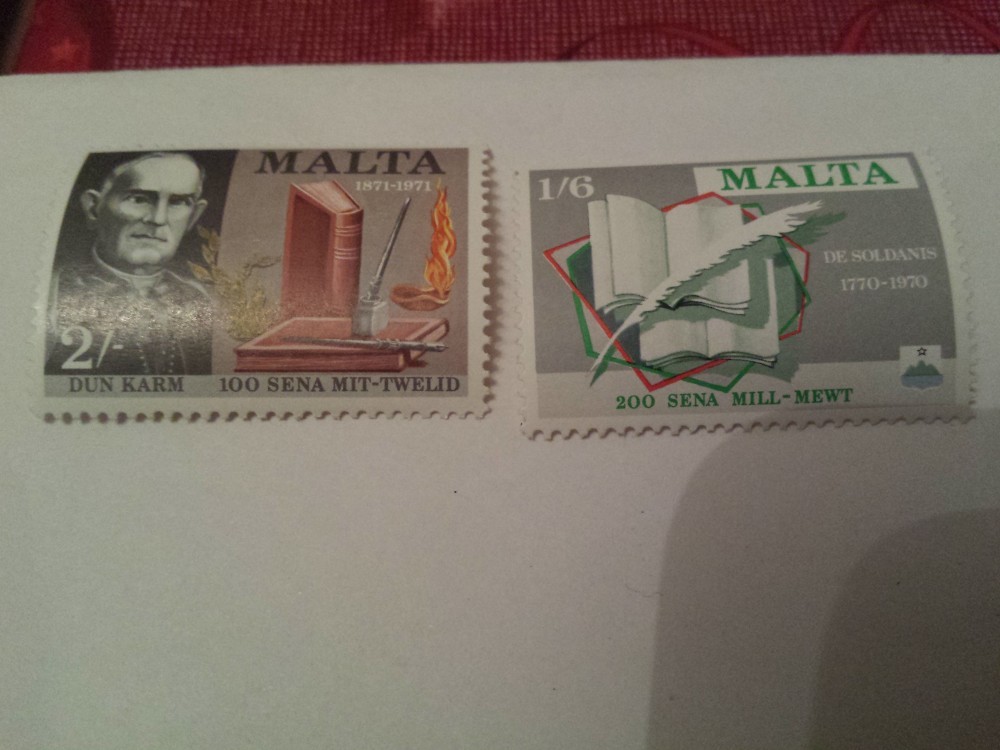 MALTA
1871-1971
2/-
DUN KARM 100 SENA MIT-TWELID
1/6 MALTA
DE SOLDANIS
1770-1970
200 SENA MILL-MEWT